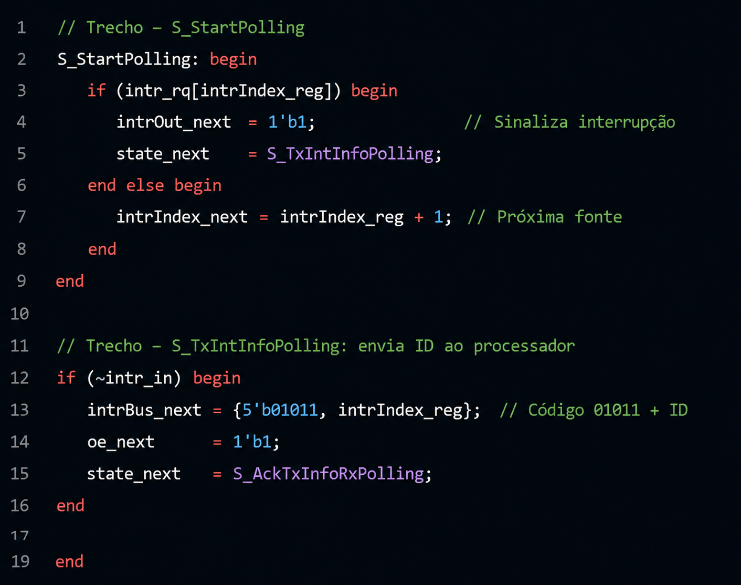 1 // Trecho – S_StartPolling
2 S_StartPolling: begin
3 if (intr_rq[intrIndex_reg]) begin
4 intrOut_next = 1'b1; // Sinaliza interrupção
5 state_next = S_TxIntInfoPolling;
6 end else begin
7 intrIndex_next = intrIndex_reg + 1; // Próxima fonte
8 end
9 end
10
11 // Trecho – S_TxIntInfoPolling: envia ID ao processador
12 if (~intr_in) begin
13 intrBus_next = {5'b01011, intrIndex_reg}; // Código 01011 + ID
14 oe_next = 1'b1;
15 state_next = S_AckTxInfoRxPolling;
16 end
17
19 end